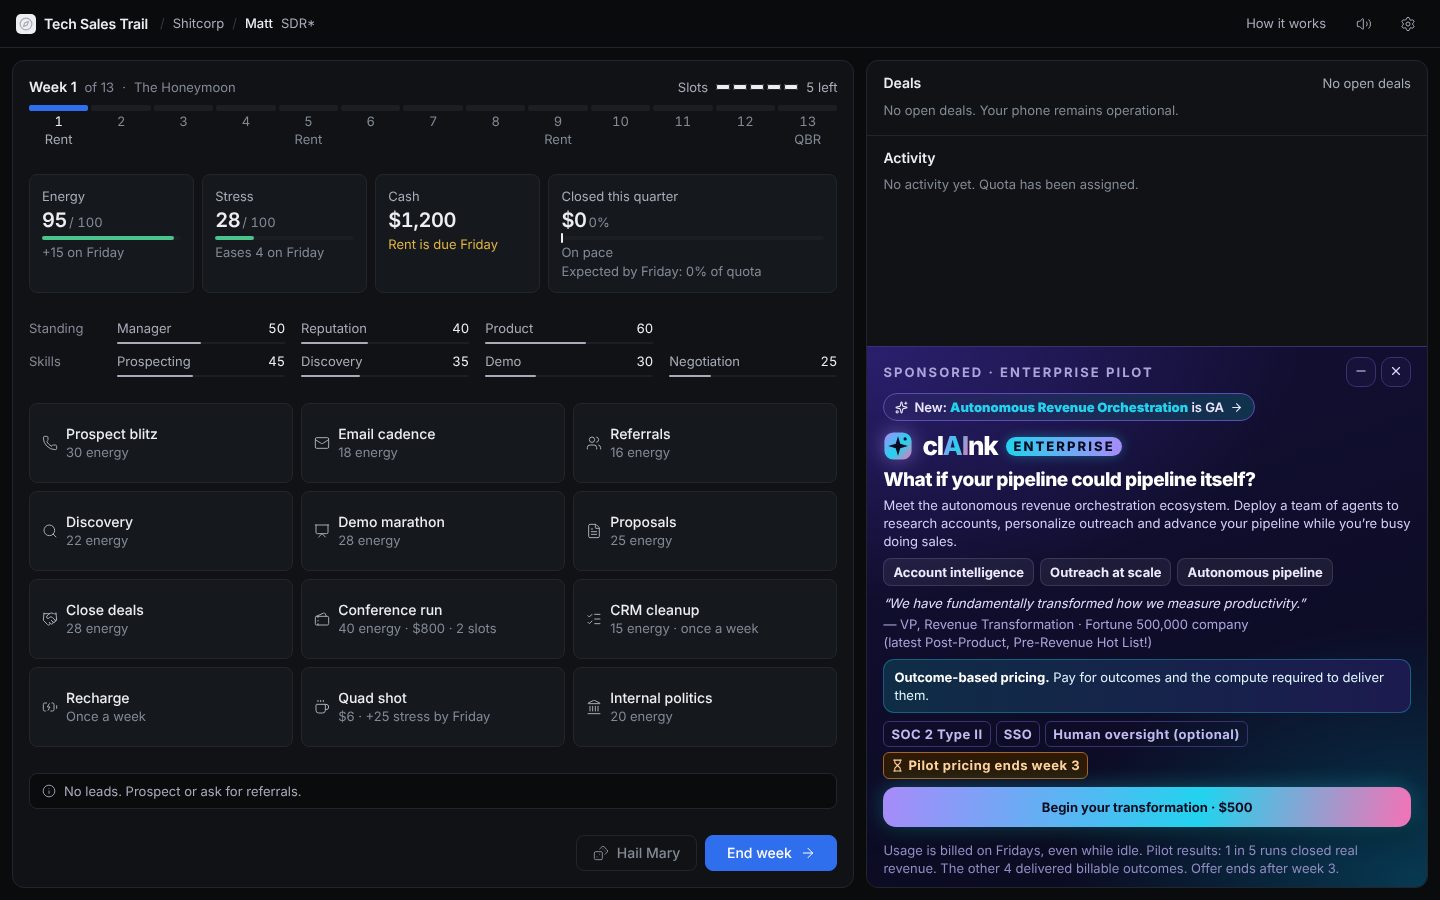 Tech Sales Trail / Shitcorp / Matt SDR*
How it works
Week 1 of 13 · The Honeymoon
Slots 5 left
1 2 3 4 5 6 7 8 9 10 11 12 13
Rent Rent Rent QBR
Energy
95 / 100
+15 on Friday
Stress
28 / 100
Eases 4 on Friday
Cash
$1,200
Rent is due Friday
Closed this quarter
$0 0%
On pace
Expected by Friday: 0% of quota
Standing Manager 50 Reputation 40 Product 60
Skills Prospecting 45 Discovery 35 Demo 30 Negotiation 25
Prospect blitz
30 energy
Email cadence
18 energy
Referrals
16 energy
Discovery
22 energy
Demo marathon
28 energy
Proposals
25 energy
Close deals
28 energy
Conference run
40 energy · $800 · 2 slots
CRM cleanup
15 energy · once a week
Recharge
Once a week
Quad shot
$6 · +25 stress by Friday
Internal politics
20 energy
No leads. Prospect or ask for referrals.
Hail Mary
End week →
Deals
No open deals
No open deals. Your phone remains operational.
Activity
No activity yet. Quota has been assigned.
SPONSORED · ENTERPRISE PILOT
New: Autonomous Revenue Orchestration is GA →
clAInk ENTERPRISE
What if your pipeline could pipeline itself?
Meet the autonomous revenue orchestration ecosystem. Deploy a team of agents to
research accounts, personalize outreach and advance your pipeline while you're busy
doing sales.
Account intelligence
Outreach at scale
Autonomous pipeline
“We have fundamentally transformed how we measure productivity.”
— VP, Revenue Transformation · Fortune 500,000 company
(latest Post-Product, Pre-Revenue Hot List!)
Outcome-based pricing. Pay for outcomes and the compute required to deliver
them.
SOC 2 Type II
SSO
Human oversight (optional)
Pilot pricing ends week 3
Begin your transformation · $500
Usage is billed on Fridays, even while idle. Pilot results: 1 in 5 runs closed real
revenue. The other 4 delivered billable outcomes. Offer ends after week 3.